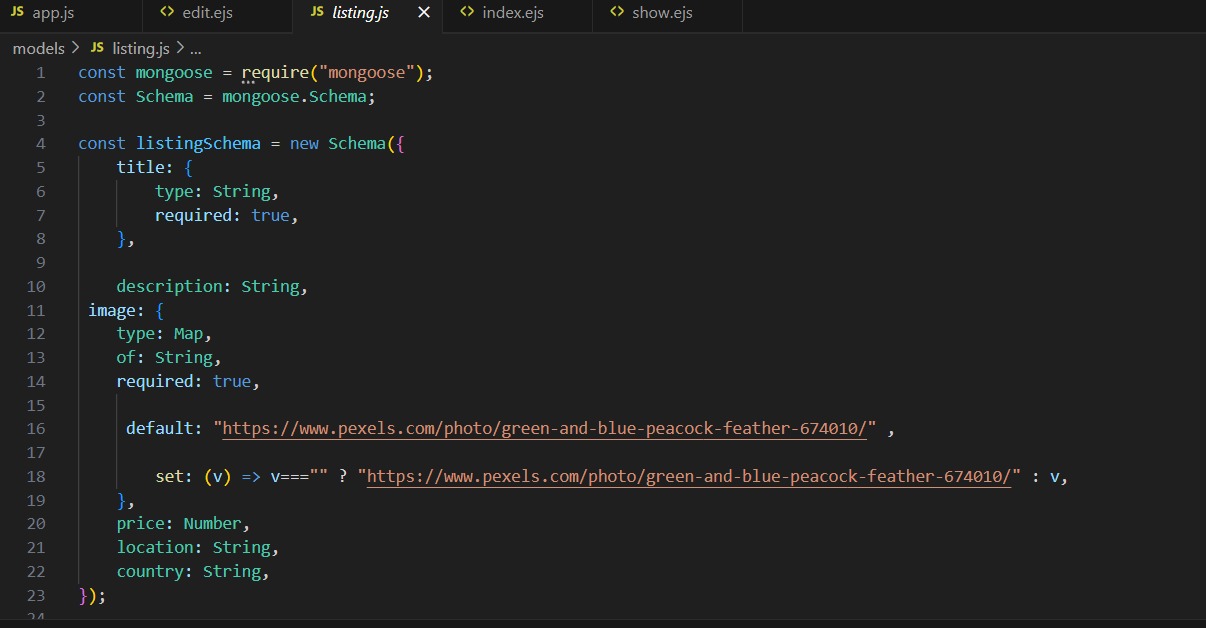 JS app.js <> edit.ejs JS listing.js × <> index.ejs <> show.ejs
models > JS listing.js > ...
1 const mongoose = require("mongoose");
2 const Schema = mongoose.Schema;
3
4 const listingSchema = new Schema({
5 title: {
6 type: String,
7 required: true,
8 },
9
10 description: String,
11 image: {
12 type: Map,
13 of: String,
14 required: true,
15
16 default: "https://www.pexels.com/photo/green-and-blue-peacock-feather-674010/" ,
17
18 set: (v) => v==="" ? "https://www.pexels.com/photo/green-and-blue-peacock-feather-674010/" : v,
19 },
20 price: Number,
21 location: String,
22 country: String,
23 });
24